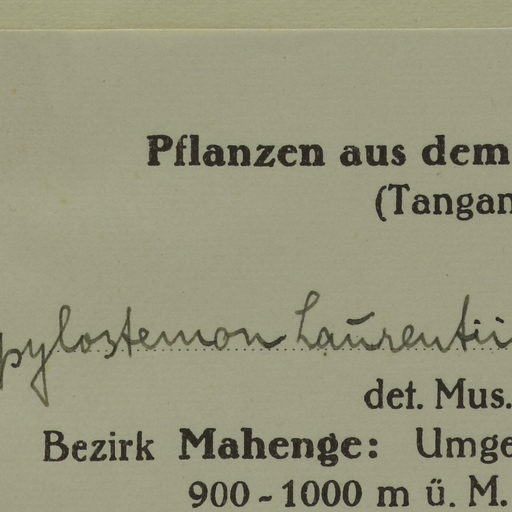 Pflanzen aus dem
(Tangan
pylostemon Laurentii
det. Mus.
Bezirk Mahenge: Umge
900-1000 m ü. M.